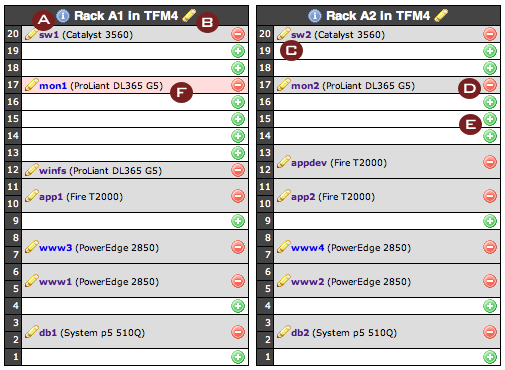 A Rack A1 In TFM4 B
20 sw1 (Catalyst 3560)
19
18
17 mon1 (ProLiant DL365 G5)
F
16
15
14
13
12 winfs (ProLiant DL365 G5)
11
10 app1 (Fire T2000)
9
8
7 www3 (PowerEdge 2850)
6
5 www1 (PowerEdge 2850)
4
3
2 db1 (System p5 510Q)
1
Rack A2 In TFM4
20 sw2 (Catalyst 3560)
19 C
18
17 mon2 (ProLiant DL365 G5) D
16
15 E
14
13
12 appdev (Fire T2000)
11
10 app2 (Fire T2000)
9
8
7 www4 (PowerEdge 2850)
6
5 www2 (PowerEdge 2850)
4
3
2 db2 (System p5 510Q)
1